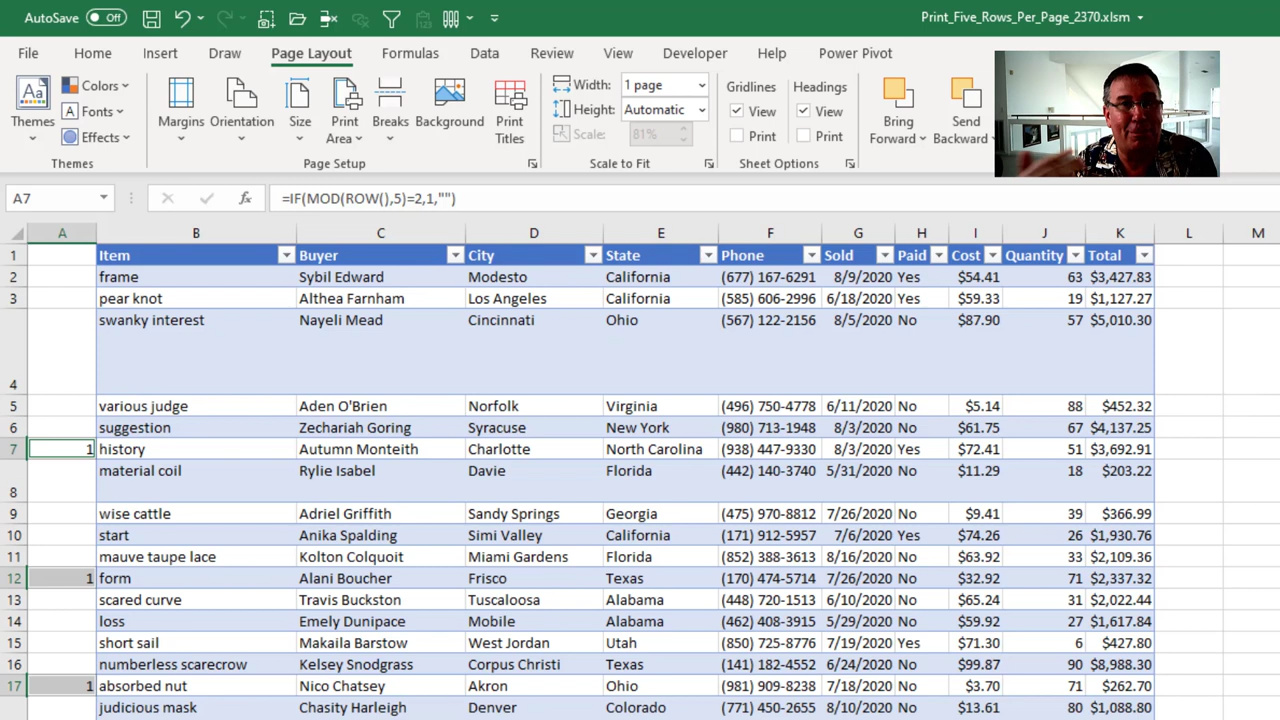 AutoSave Off Print_Five_Rows_Per_Page_2370.xlsm
File Home Insert Draw Page Layout Formulas Data Review View Developer Help Power Pivot
Themes Colors Fonts Effects Margins Orientation Size Print Area Breaks Background Print Titles Width: 1 page Height: Automatic Scale: 81% Gridlines View Print Headings View Print Bring Forward Send Backward
Themes Page Setup Scale to Fit Sheet Options
A7 fx =IF(MOD(ROW(),5)=2,1,"")
A B C D E F G H I J K L M
1 Item Buyer City State Phone Sold Paid Cost Quantity Total
2 frame Sybil Edward Modesto California (677) 167-6291 8/9/2020 Yes $54.41 63 $3,427.83
3 pear knot Althea Farnham Los Angeles California (585) 606-2996 6/18/2020 Yes $59.33 19 $1,127.27
4 swanky interest Nayeli Mead Cincinnati Ohio (567) 122-2156 8/5/2020 No $87.90 57 $5,010.30
5 various judge Aden O'Brien Norfolk Virginia (496) 750-4778 6/11/2020 No $5.14 88 $452.32
6 suggestion Zechariah Goring Syracuse New York (980) 713-1948 8/3/2020 No $61.75 67 $4,137.25
7 1 history Autumn Monteith Charlotte North Carolina (938) 447-9330 8/3/2020 Yes $72.41 51 $3,692.91
8 material coil Rylie Isabel Davie Florida (442) 140-3740 5/31/2020 No $11.29 18 $203.22
9 wise cattle Adriel Griffith Sandy Springs Georgia (475) 970-8812 7/26/2020 No $9.41 39 $366.99
10 start Anika Spalding Simi Valley California (171) 912-5957 7/6/2020 Yes $74.26 26 $1,930.76
11 mauve taupe lace Kolton Colquoit Miami Gardens Florida (852) 388-3613 8/16/2020 No $63.92 33 $2,109.36
12 1 form Alani Boucher Frisco Texas (170) 474-5714 7/26/2020 No $32.92 71 $2,337.32
13 scared curve Travis Buckston Tuscaloosa Alabama (448) 720-1513 6/10/2020 No $65.24 31 $2,022.44
14 loss Emely Dunipace Mobile Alabama (462) 408-3915 5/29/2020 No $59.92 27 $1,617.84
15 short sail Makaila Barstow West Jordan Utah (850) 725-8776 7/19/2020 Yes $71.30 6 $427.80
16 numberless scarecrow Kelsey Snodgrass Corpus Christi Texas (141) 182-4552 6/24/2020 No $99.87 90 $8,988.30
17 1 absorbed nut Nico Chatsey Akron Ohio (981) 909-8238 7/18/2020 No $3.70 71 $262.70
judicious mask Chasity Harleigh Denver Colorado (771) 450-2655 8/10/2020 No $13.61 80 $1,088.80